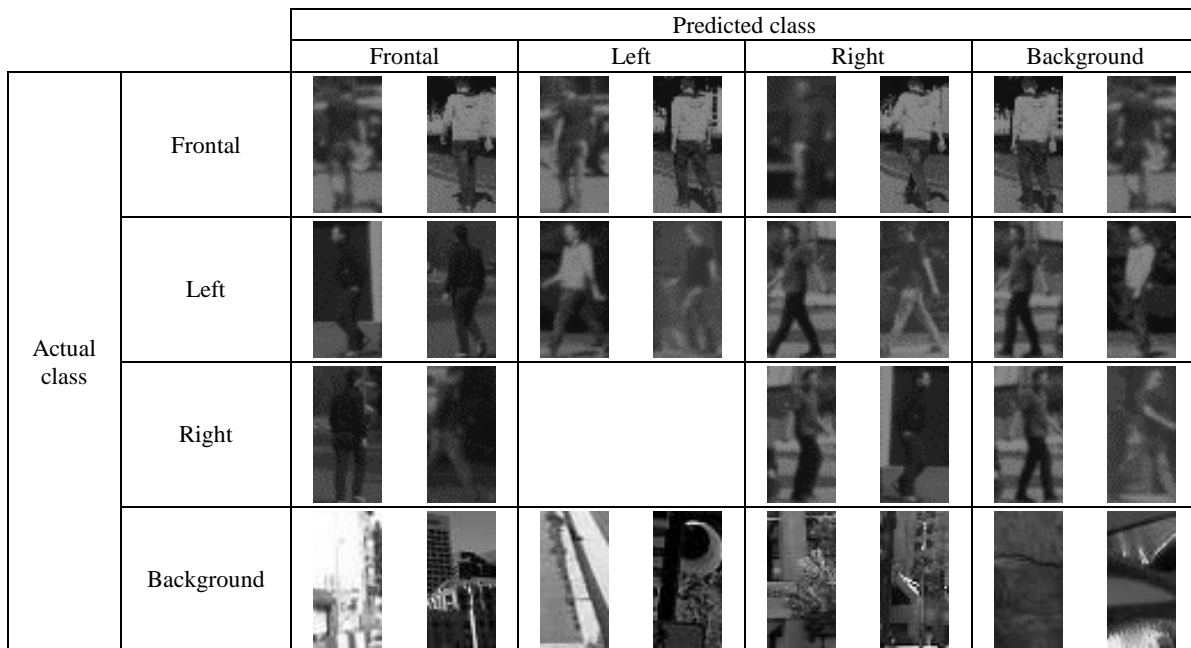 Predicted class
Frontal Left Right Background
Frontal
Left
Actual
class
Right
Background